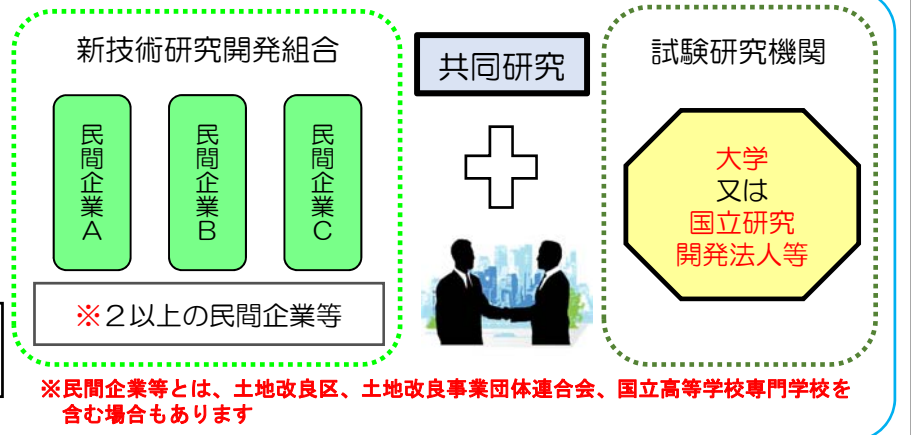 新技術研究開発組合
民間企業A
民間企業B
民間企業C
※２以上の民間企業等
共同研究
試験研究機関
大学
又は
国立研究
開発法人等
※民間企業等とは、土地改良区、土地改良事業団体連合会、国立高等学校専門学校を
含む場合もあります